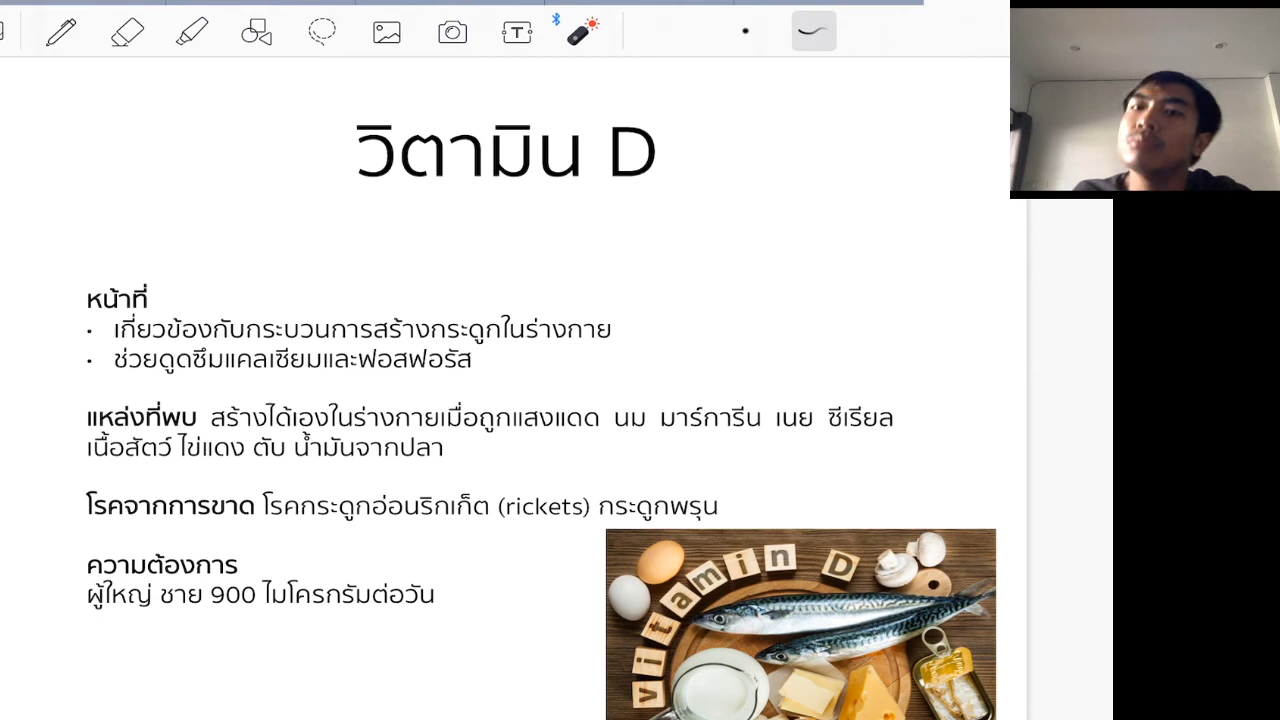 วิตามิน D
หน้าที่
• เกี่ยวข้องกับกระบวนการสร้างกระดูกในร่างกาย
• ช่วยดูดซึมแคลเซียมและฟอสฟอรัส
แหล่งที่พบ สร้างได้เองในร่างกายเมื่อถูกแสงแดด นม มาร์การีน เนย ซีเรียล
เนื้อสัตว์ ไข่แดง ตับ น้ำมันจากปลา
โรคจากการขาด โรคกระดูกอ่อนริกเก็ต (rickets) กระดูกพรุน
ความต้องการ
ผู้ใหญ่ ชาย 900 ไมโครกรัมต่อวัน
vitamin D